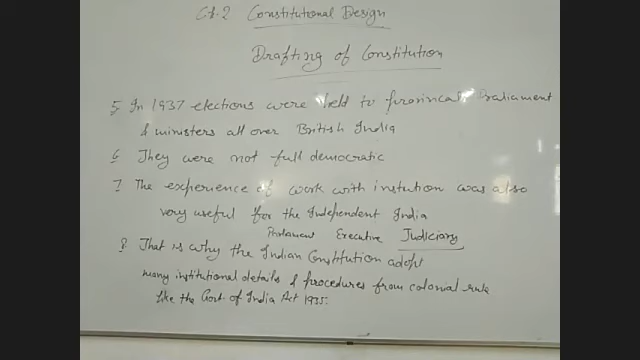 Ch. 2 Constitutional Design
Drafting of Constitution
5 In 1937 elections were held to provincal Parliament
& ministers all over British India
6 They were not full democratic
7 The experience of work with instution was also
very useful for the Independent India
Parlament Executive Judiciary
8 That is why the Indian Constitution adopt
many institutional details & procedures from colonial rule
like the Govt. of India Act 1935.